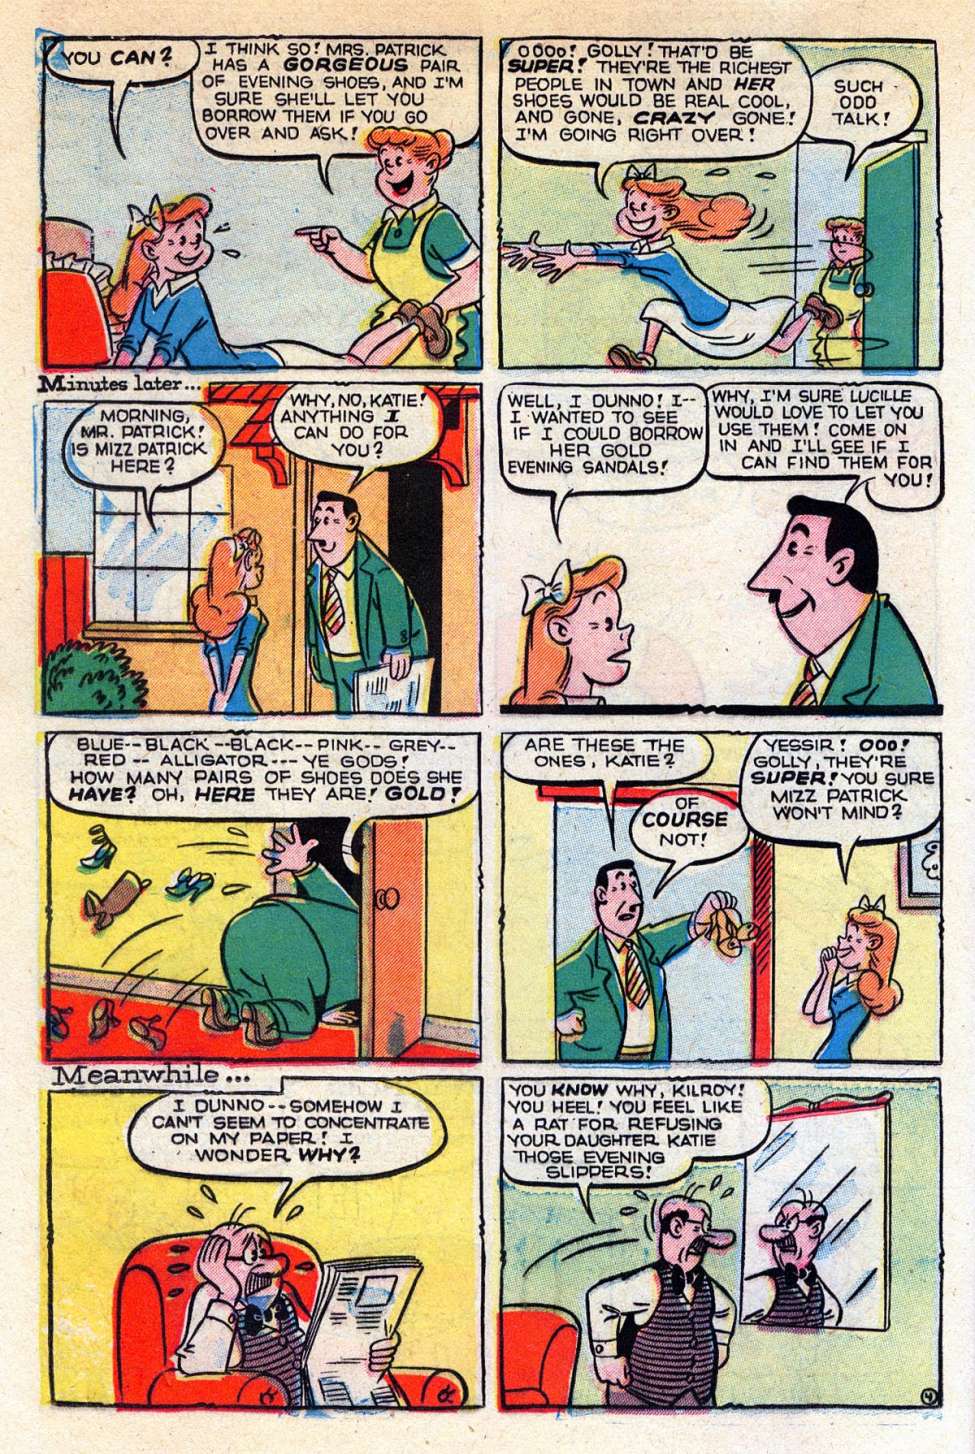 YOU CAN?
I THINK SO! MRS. PATRICK
HAS A GORGEOUS PAIR
OF EVENING SHOES, AND I'M
SURE SHE'LL LET YOU
BORROW THEM IF YOU GO
OVER AND ASK!
OOOO! GOLLY! THAT'D BE
SUPER! THEY'RE THE RICHEST
PEOPLE IN TOWN AND HER
SHOES WOULD BE REAL COOL,
AND GONE, CRAZY GONE!
I'M GOING RIGHT OVER!
SUCH
ODD
TALK!
Minutes later...
MORNING,
MR. PATRICK!
IS MIZZ PATRICK
HERE?
WHY, NO, KATIE!
ANYTHING I
CAN DO FOR
YOU?
WELL, I DUNNO! I--
I WANTED TO SEE
IF I COULD BORROW
HER GOLD
EVENING SANDALS!
WHY, I'M SURE LUCILLE
WOULD LOVE TO LET YOU
USE THEM! COME ON
IN AND I'LL SEE IF I
CAN FIND THEM FOR
YOU!
BLUE-- BLACK --BLACK-- PINK-- GREY--
RED -- ALLIGATOR --- YE GODS!
HOW MANY PAIRS OF SHOES DOES SHE
HAVE? OH, HERE THEY ARE! GOLD!
ARE THESE THE
ONES, KATIE?
OF
COURSE
NOT!
YESSIR! OOO!
GOLLY, THEY'RE
SUPER! YOU SURE
MIZZ PATRICK
WON'T MIND?
Meanwhile...
I DUNNO -- SOMEHOW I
CAN'T SEEM TO CONCENTRATE
ON MY PAPER! I
WONDER WHY?
YOU KNOW WHY, KILROY!
YOU HEEL! YOU FEEL LIKE
A RAT FOR REFUSING
YOUR DAUGHTER KATIE
THOSE EVENING
SLIPPERS!
4